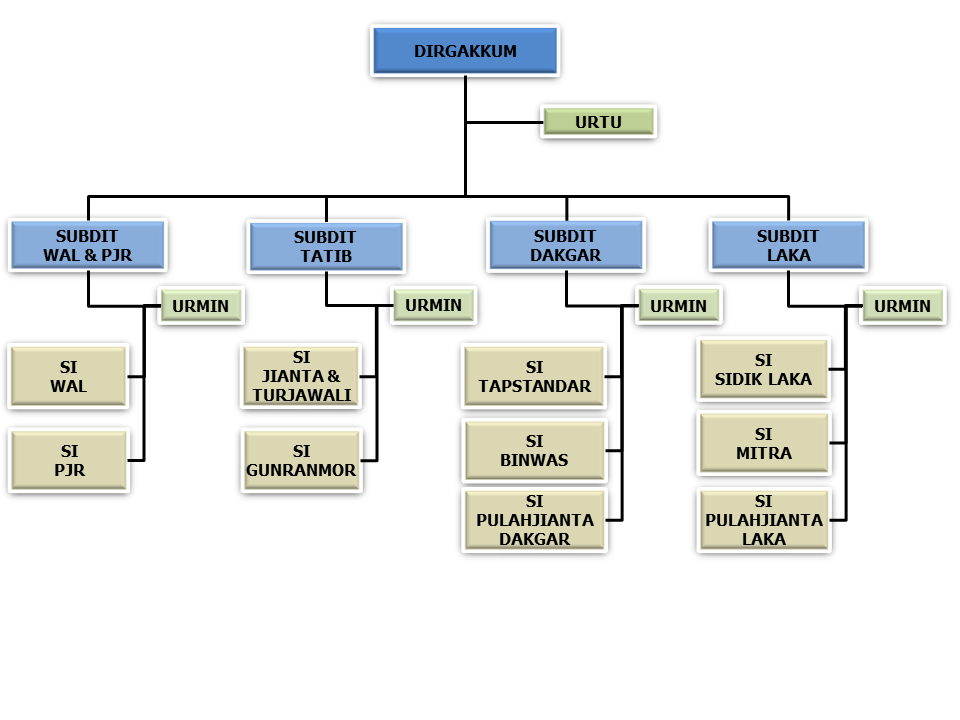 DIRGAKKUM
URTU
SUBDIT
WAL & PJR
SUBDIT
TATIB
SUBDIT
DAKGAR
SUBDIT
LAKA
URMIN
URMIN
URMIN
URMIN
SI
WAL
SI
JIANTA &
TURJAWALI
SI
TAPSTANDAR
SI
SIDIK LAKA
SI
PJR
SI
GUNRANMOR
SI
BINWAS
SI
MITRA
SI
PULAHJIANTA
DAKGAR
SI
PULAHJIANTA
LAKA